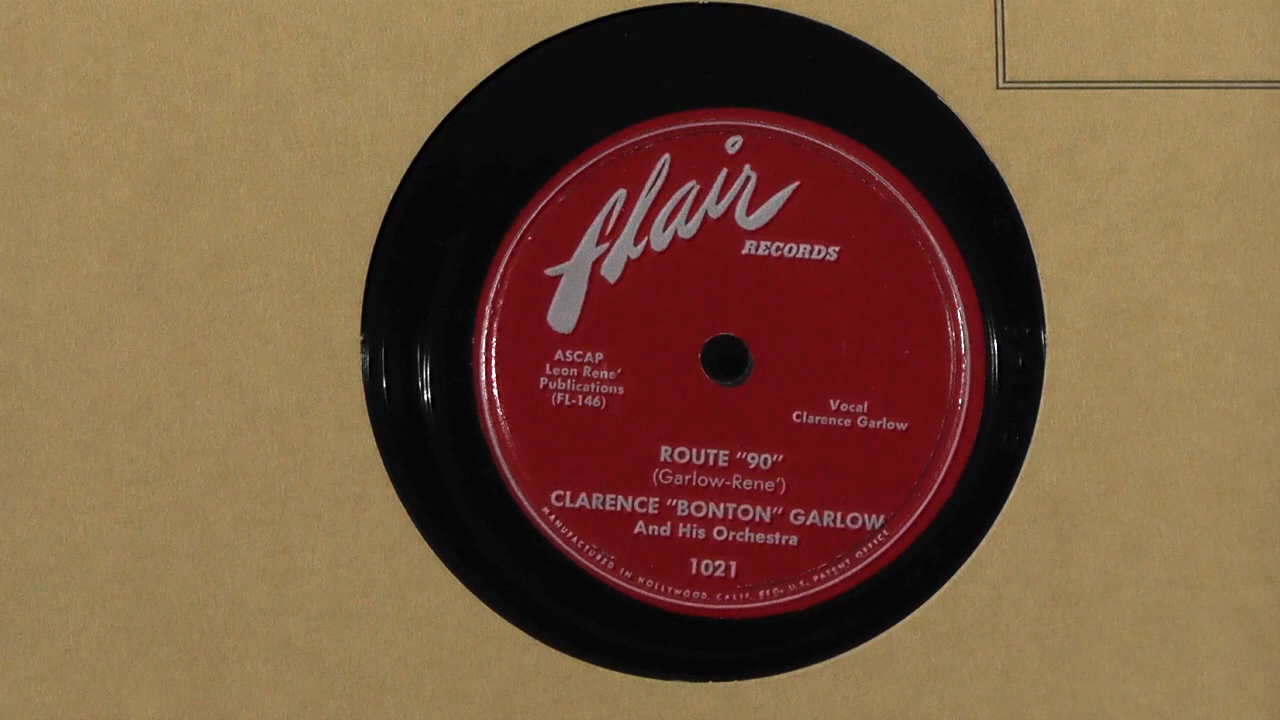 flair
RECORDS
ASCAP
Leon Rene'
Publications
(FL-146)
Vocal
Clarence Garlow
ROUTE "90"
(Garlow-Rene')
CLARENCE "BONTON" GARLOW
And His Orchestra
1021
MANUFACTURED IN HOLLYWOOD, CALIF. REG. U.S. PATENT OFFICE